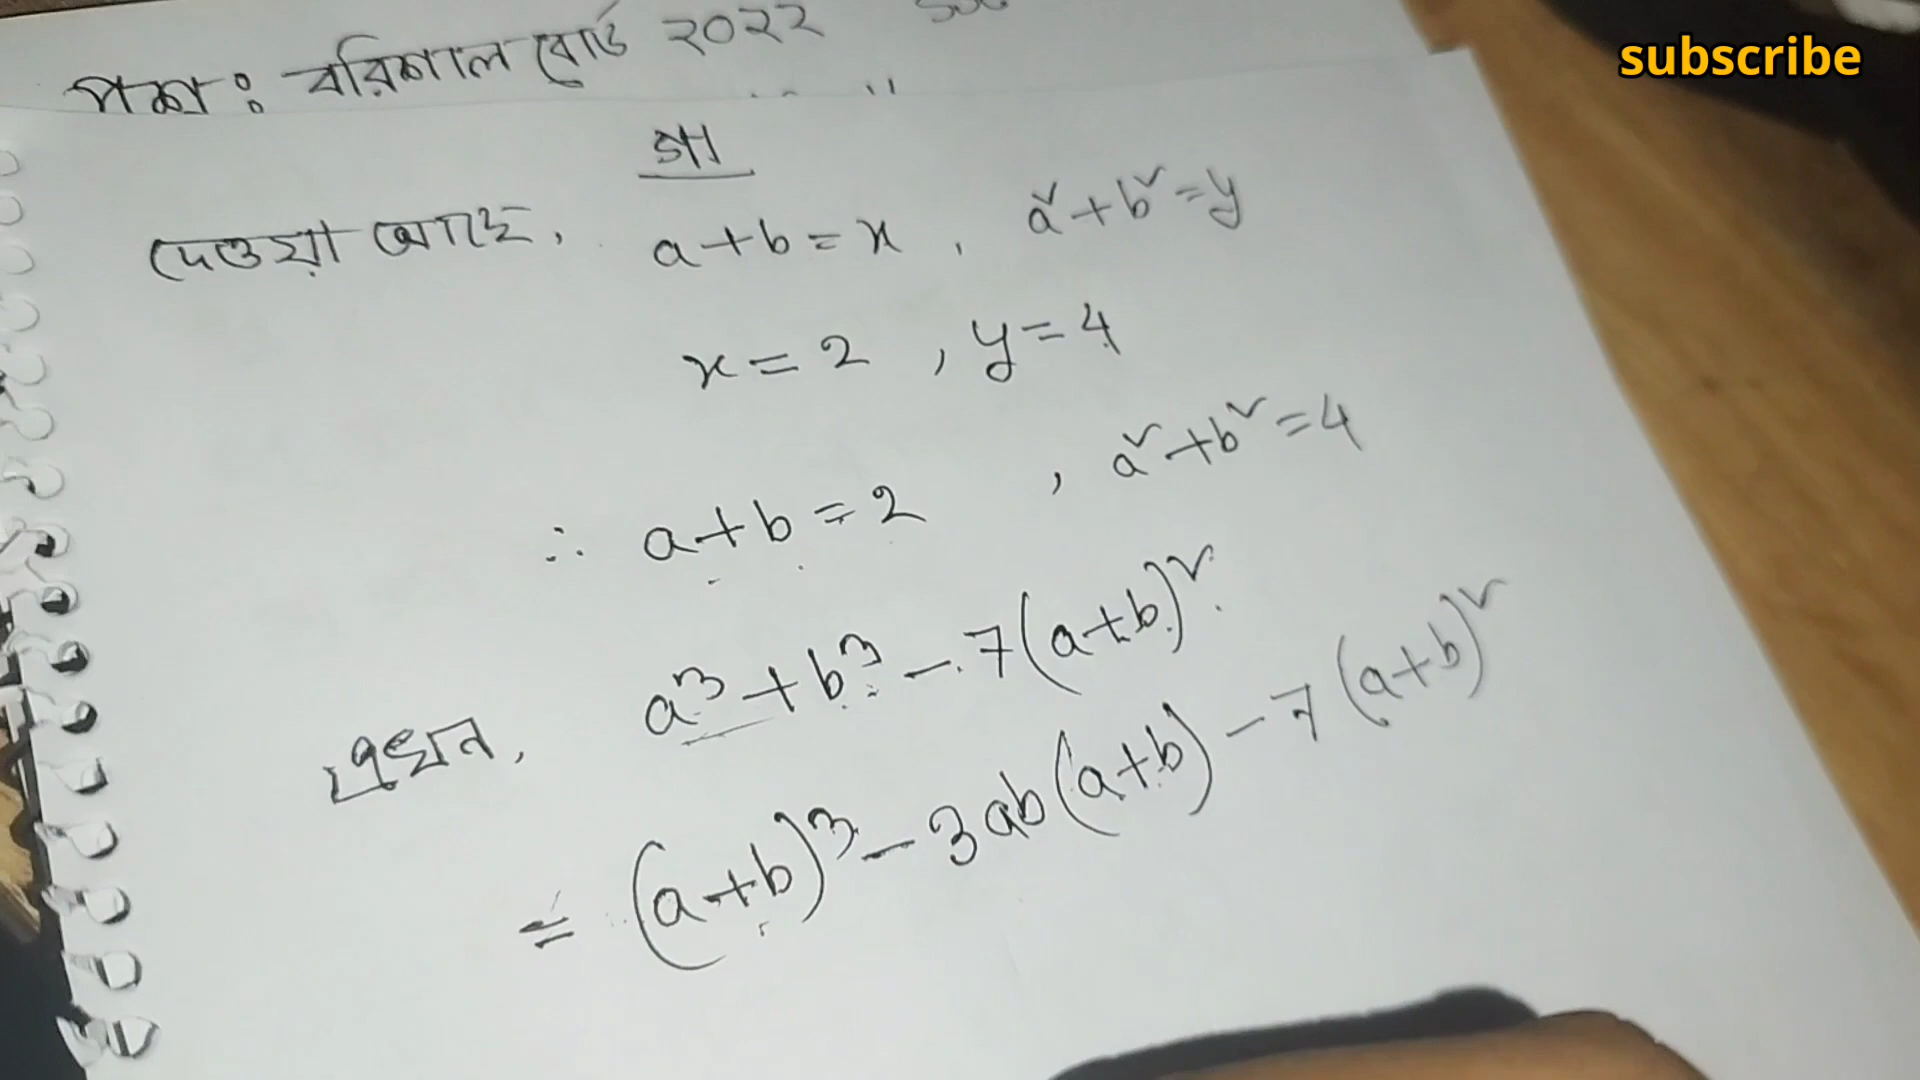 subscribe
প্রশ্ন: বরিশাল বোর্ড ২০২২
গ।
দেওয়া আছে, a+b=x, a²+b²=y
x=2, y=4
∴ a+b=2, a²+b²=4
এখন, a³+b³-7(a+b)²
= (a+b)³-3ab(a+b)-7(a+b)²